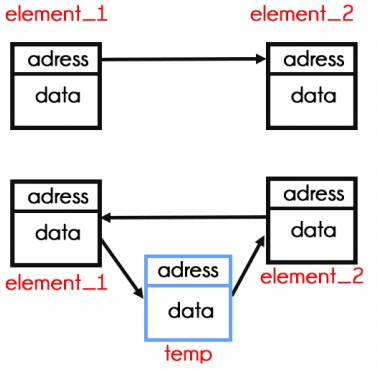 element_1 element_2
adress adress
data data
adress adress
data data
element_1 element_2
adress
data
temp